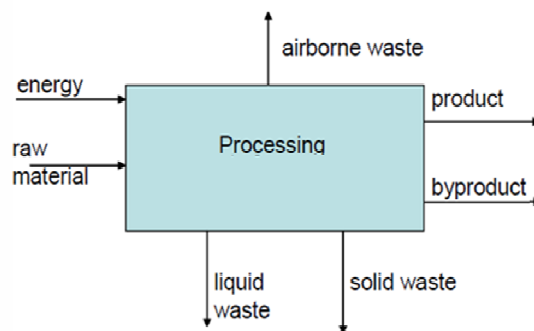 airborne waste
energy
product
Processing
raw
material
byproduct
liquid
waste
solid waste